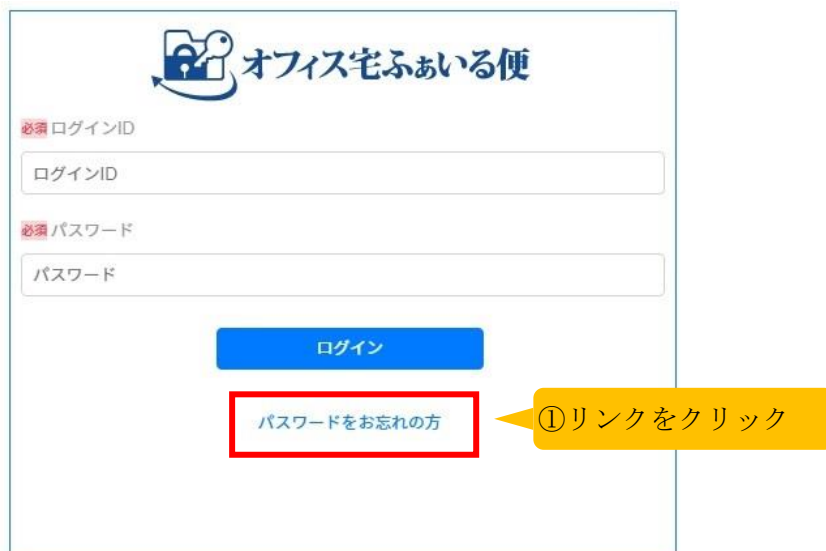 オフィス宅ふぁいる便
必須 ログインID
ログインID
必須 パスワード
パスワード
ログイン
パスワードをお忘れの方
①リンクをクリック